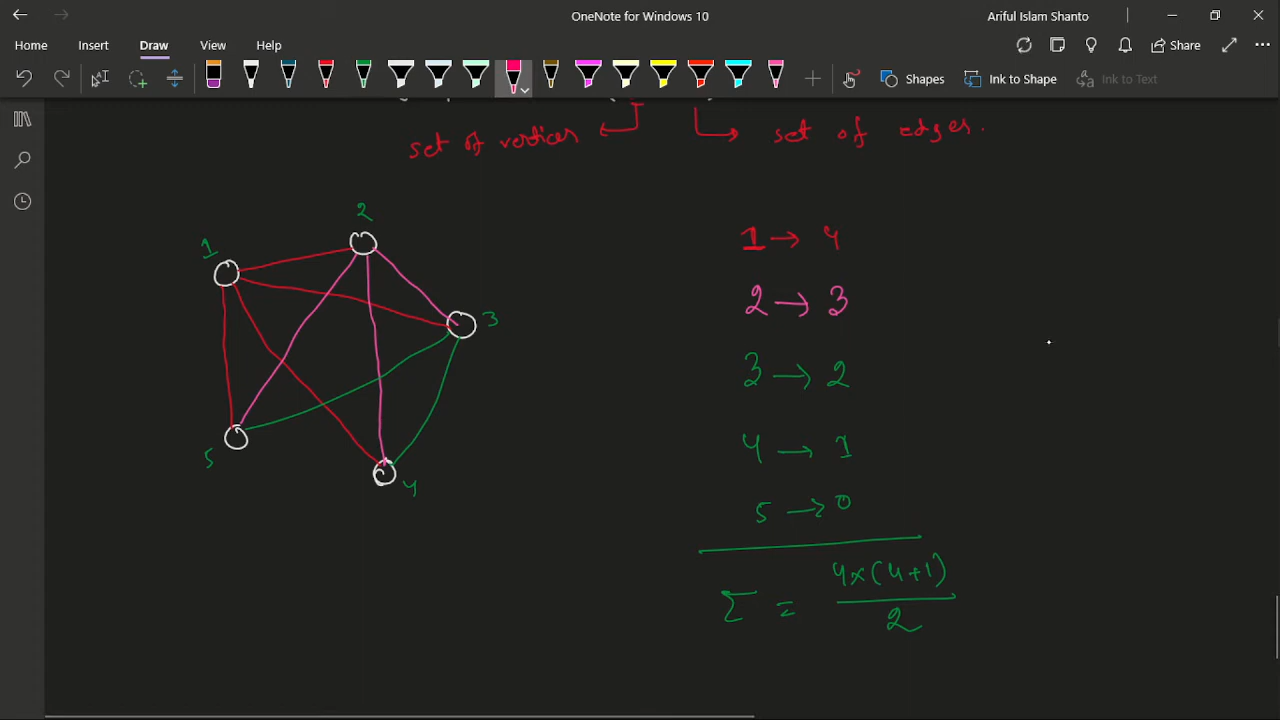 OneNote for Windows 10
Ariful Islam Shanto
Home Insert Draw View Help
Share
Shapes
Ink to Shape
Ink to Text
set of vertices
set of edges.
1
2
3
4
5
1 → 4
2 → 3
3 → 2
4 → 1
5 → 0
Σ = 4×(4+1)
2